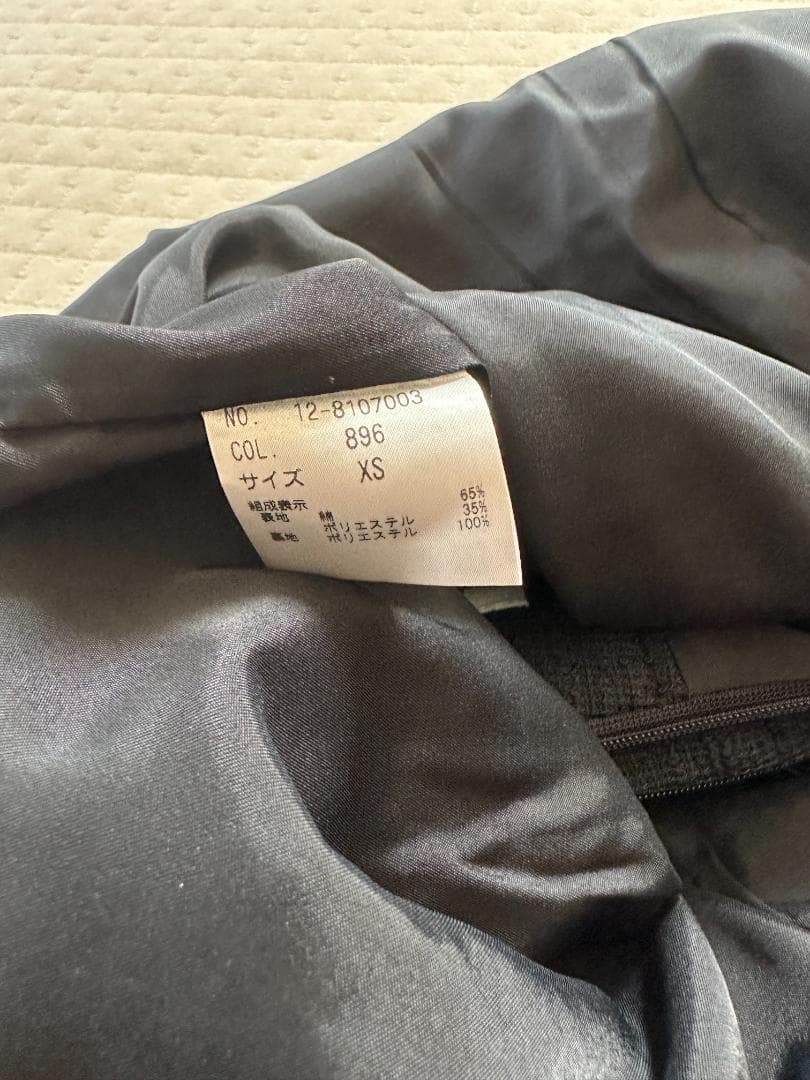 NO. 12-8107003
COL. 896
サイズ XS
組成表示
表地 綿 65%
ポリエステル 35%
裏地 ポリエステル 100%